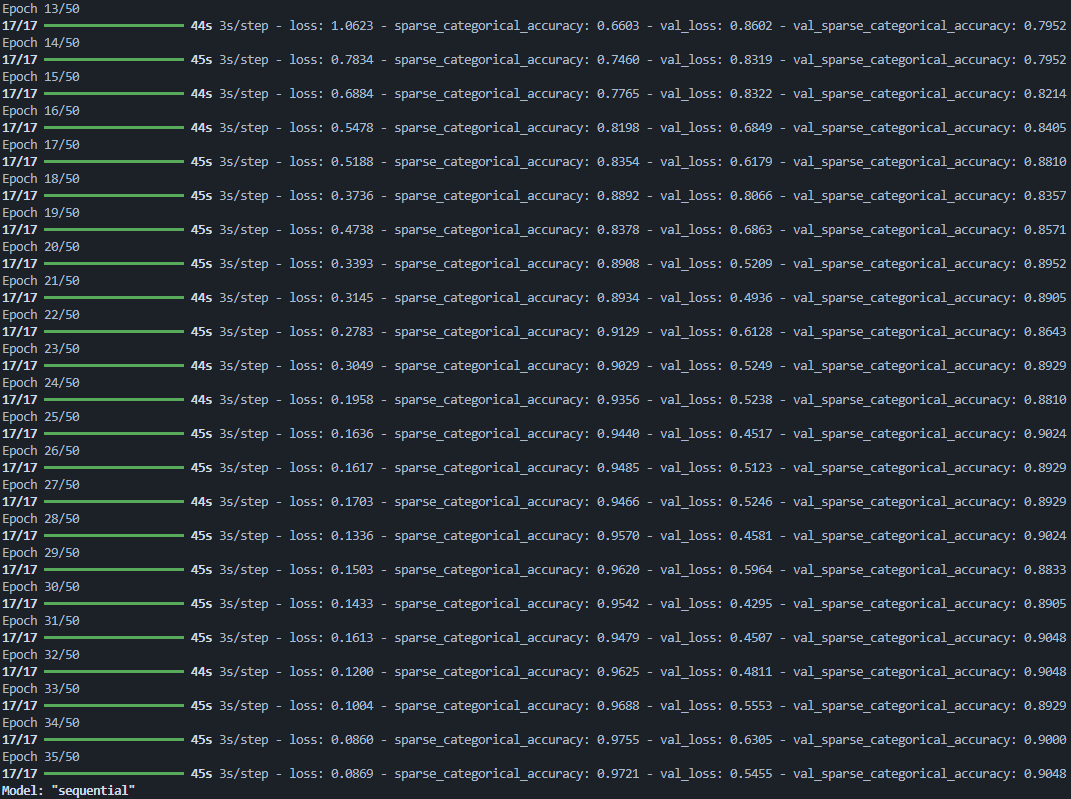 Epoch 13/50
17/17 44s 3s/step - loss: 1.0623 - sparse_categorical_accuracy: 0.6603 - val_loss: 0.8602 - val_sparse_categorical_accuracy: 0.7952
Epoch 14/50
17/17 45s 3s/step - loss: 0.7834 - sparse_categorical_accuracy: 0.7460 - val_loss: 0.8319 - val_sparse_categorical_accuracy: 0.7952
Epoch 15/50
17/17 44s 3s/step - loss: 0.6884 - sparse_categorical_accuracy: 0.7765 - val_loss: 0.8322 - val_sparse_categorical_accuracy: 0.8214
Epoch 16/50
17/17 44s 3s/step - loss: 0.5478 - sparse_categorical_accuracy: 0.8198 - val_loss: 0.6849 - val_sparse_categorical_accuracy: 0.8405
Epoch 17/50
17/17 45s 3s/step - loss: 0.5188 - sparse_categorical_accuracy: 0.8354 - val_loss: 0.6179 - val_sparse_categorical_accuracy: 0.8810
Epoch 18/50
17/17 45s 3s/step - loss: 0.3736 - sparse_categorical_accuracy: 0.8892 - val_loss: 0.8066 - val_sparse_categorical_accuracy: 0.8357
Epoch 19/50
17/17 45s 3s/step - loss: 0.4738 - sparse_categorical_accuracy: 0.8378 - val_loss: 0.6863 - val_sparse_categorical_accuracy: 0.8571
Epoch 20/50
17/17 45s 3s/step - loss: 0.3393 - sparse_categorical_accuracy: 0.8908 - val_loss: 0.5209 - val_sparse_categorical_accuracy: 0.8952
Epoch 21/50
17/17 44s 3s/step - loss: 0.3145 - sparse_categorical_accuracy: 0.8934 - val_loss: 0.4936 - val_sparse_categorical_accuracy: 0.8905
Epoch 22/50
17/17 45s 3s/step - loss: 0.2783 - sparse_categorical_accuracy: 0.9129 - val_loss: 0.6128 - val_sparse_categorical_accuracy: 0.8643
Epoch 23/50
17/17 44s 3s/step - loss: 0.3049 - sparse_categorical_accuracy: 0.9029 - val_loss: 0.5249 - val_sparse_categorical_accuracy: 0.8929
Epoch 24/50
17/17 44s 3s/step - loss: 0.1958 - sparse_categorical_accuracy: 0.9356 - val_loss: 0.5238 - val_sparse_categorical_accuracy: 0.8810
Epoch 25/50
17/17 45s 3s/step - loss: 0.1636 - sparse_categorical_accuracy: 0.9440 - val_loss: 0.4517 - val_sparse_categorical_accuracy: 0.9024
Epoch 26/50
17/17 45s 3s/step - loss: 0.1617 - sparse_categorical_accuracy: 0.9485 - val_loss: 0.5123 - val_sparse_categorical_accuracy: 0.8929
Epoch 27/50
17/17 44s 3s/step - loss: 0.1703 - sparse_categorical_accuracy: 0.9466 - val_loss: 0.5246 - val_sparse_categorical_accuracy: 0.8929
Epoch 28/50
17/17 45s 3s/step - loss: 0.1336 - sparse_categorical_accuracy: 0.9570 - val_loss: 0.4581 - val_sparse_categorical_accuracy: 0.9024
Epoch 29/50
17/17 45s 3s/step - loss: 0.1503 - sparse_categorical_accuracy: 0.9620 - val_loss: 0.5964 - val_sparse_categorical_accuracy: 0.8833
Epoch 30/50
17/17 45s 3s/step - loss: 0.1433 - sparse_categorical_accuracy: 0.9542 - val_loss: 0.4295 - val_sparse_categorical_accuracy: 0.8905
Epoch 31/50
17/17 45s 3s/step - loss: 0.1613 - sparse_categorical_accuracy: 0.9479 - val_loss: 0.4507 - val_sparse_categorical_accuracy: 0.9048
Epoch 32/50
17/17 44s 3s/step - loss: 0.1200 - sparse_categorical_accuracy: 0.9625 - val_loss: 0.4811 - val_sparse_categorical_accuracy: 0.9048
Epoch 33/50
17/17 45s 3s/step - loss: 0.1004 - sparse_categorical_accuracy: 0.9688 - val_loss: 0.5553 - val_sparse_categorical_accuracy: 0.8929
Epoch 34/50
17/17 45s 3s/step - loss: 0.0860 - sparse_categorical_accuracy: 0.9755 - val_loss: 0.6305 - val_sparse_categorical_accuracy: 0.9000
Epoch 35/50
17/17 45s 3s/step - loss: 0.0869 - sparse_categorical_accuracy: 0.9721 - val_loss: 0.5455 - val_sparse_categorical_accuracy: 0.9048
Model: "sequential"